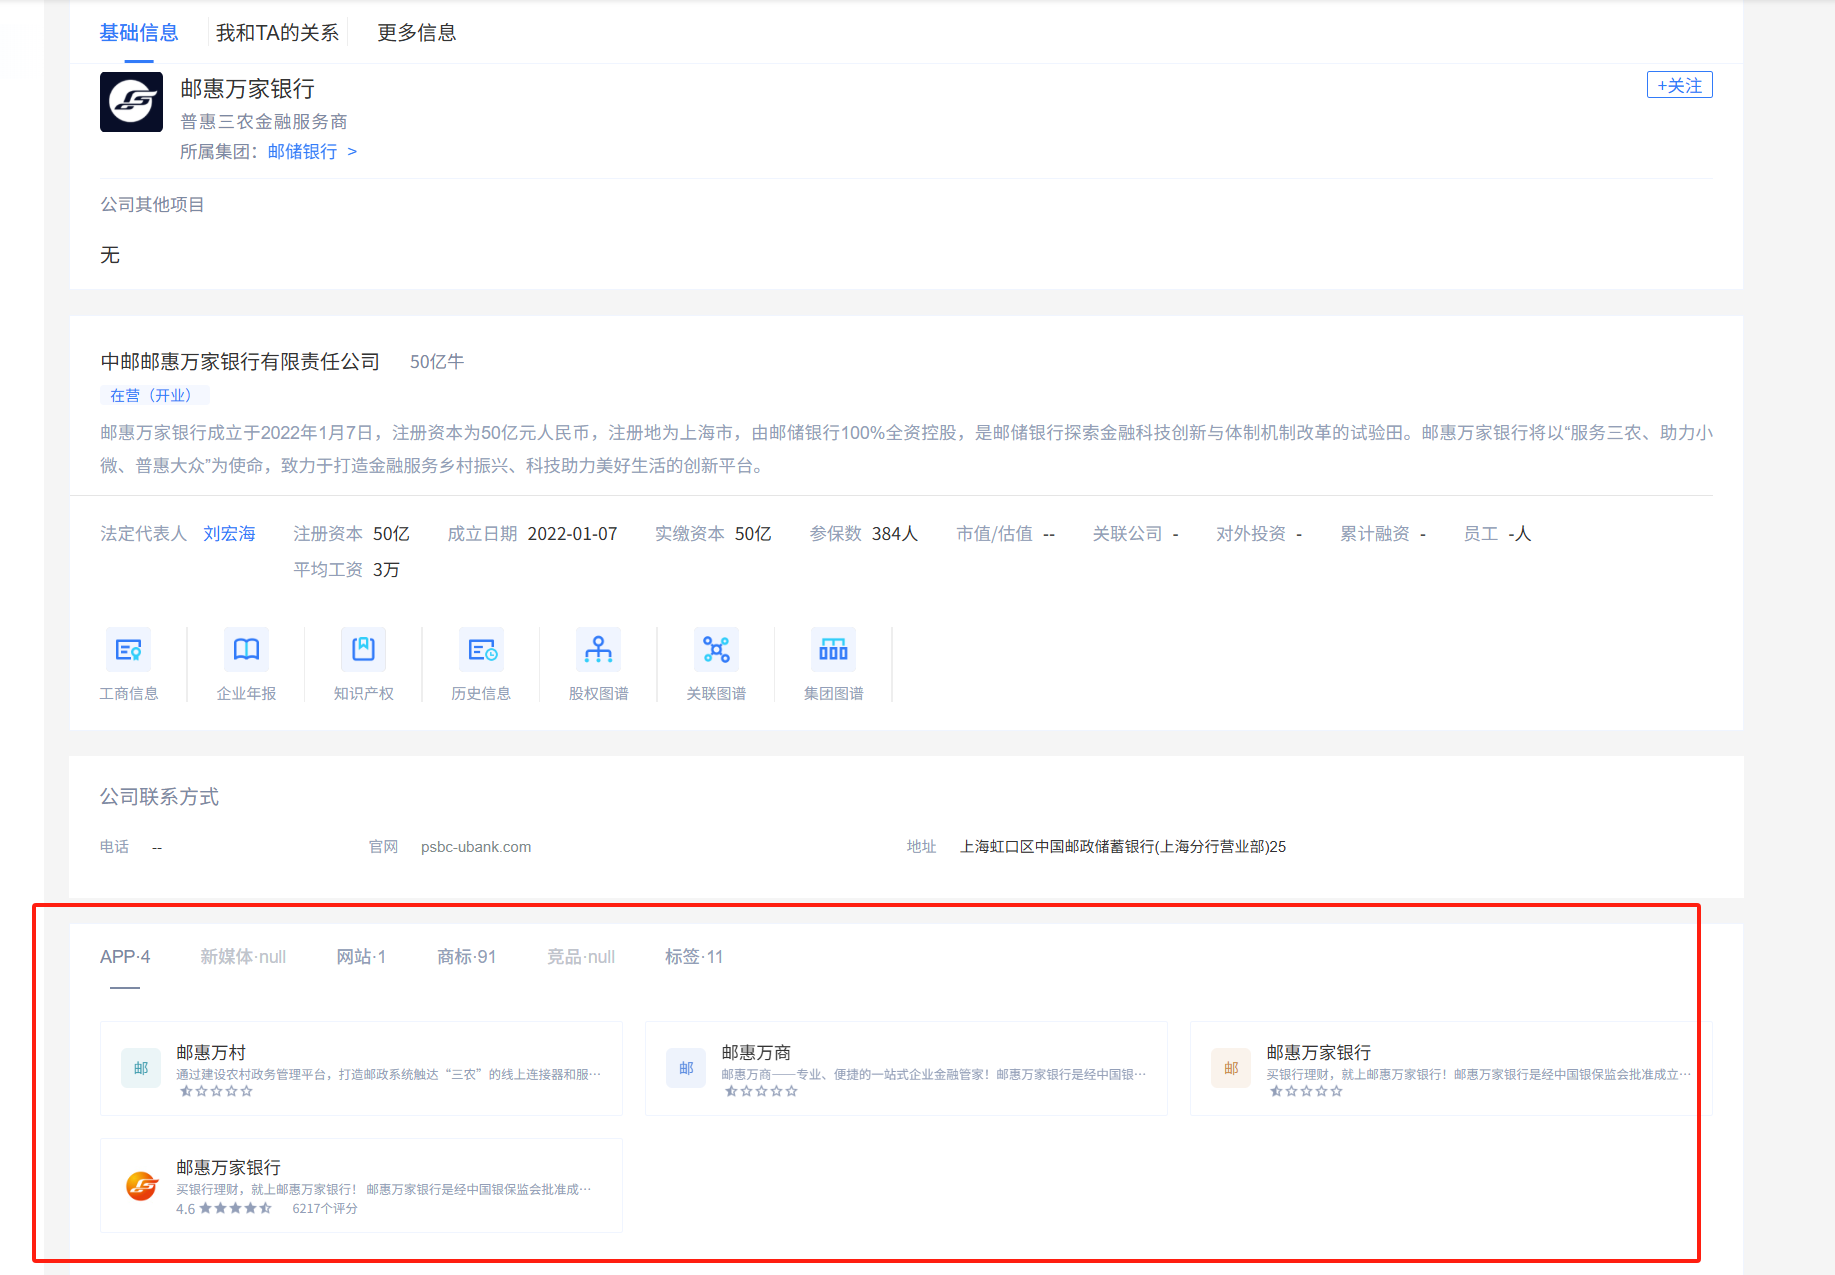 基础信息 我和TA的关系 更多信息
邮惠万家银行 +关注
普惠三农金融服务商
所属集团：邮储银行 >
公司其他项目
无
中邮邮惠万家银行有限责任公司 50亿牛
在营（开业）
邮惠万家银行成立于2022年1月7日，注册资本为50亿元人民币，注册地为上海市，由邮储银行100%全资控股，是邮储银行探索金融科技创新与体制机制改革的试验田。邮惠万家银行将以“服务三农、助力小
微、普惠大众”为使命，致力于打造金融服务乡村振兴、科技助力美好生活的创新平台。
法定代表人 刘宏海 注册资本 50亿 成立日期 2022-01-07 实缴资本 50亿 参保数 384人 市值/估值 -- 关联公司 - 对外投资 - 累计融资 - 员工 -人
平均工资 3万
工商信息 企业年报 知识产权 历史信息 股权图谱 关联图谱 集团图谱
公司联系方式
电话 -- 官网 psbc-ubank.com 地址 上海虹口区中国邮政储蓄银行(上海分行营业部)25
APP·4 新媒体·null 网站·1 商标·91 竞品·null 标签·11
邮 邮惠万村
通过建设农村政务管理平台，打造邮政系统触达“三农”的线上连接器和服…
邮 邮惠万商
邮惠万商——专业、便捷的一站式企业金融管家！邮惠万家银行是经中国银…
邮 邮惠万家银行
买银行理财，就上邮惠万家银行！邮惠万家银行是经中国银保监会批准成立…
邮惠万家银行
买银行理财，就上邮惠万家银行！ 邮惠万家银行是经中国银保监会批准成…
4.6 6217个评分